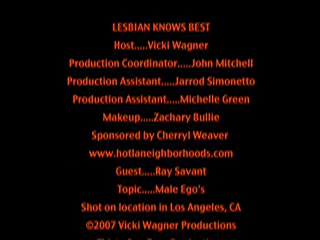 LESBIAN KNOWS BEST
Host.....Vicki Wagner
Production Coordinator.....John Mitchell
Production Assistant.....Jarrod Simonetto
Production Assistant.....Michelle Green
Makeup.....Zachary Bullie
Sponsored by Cherryl Weaver
www.hotlaneighborhoods.com
Guest.....Ray Savant
Topic.....Male Ego's
Shot on location in Los Angeles, CA
©2007 Vicki Wagner Productions